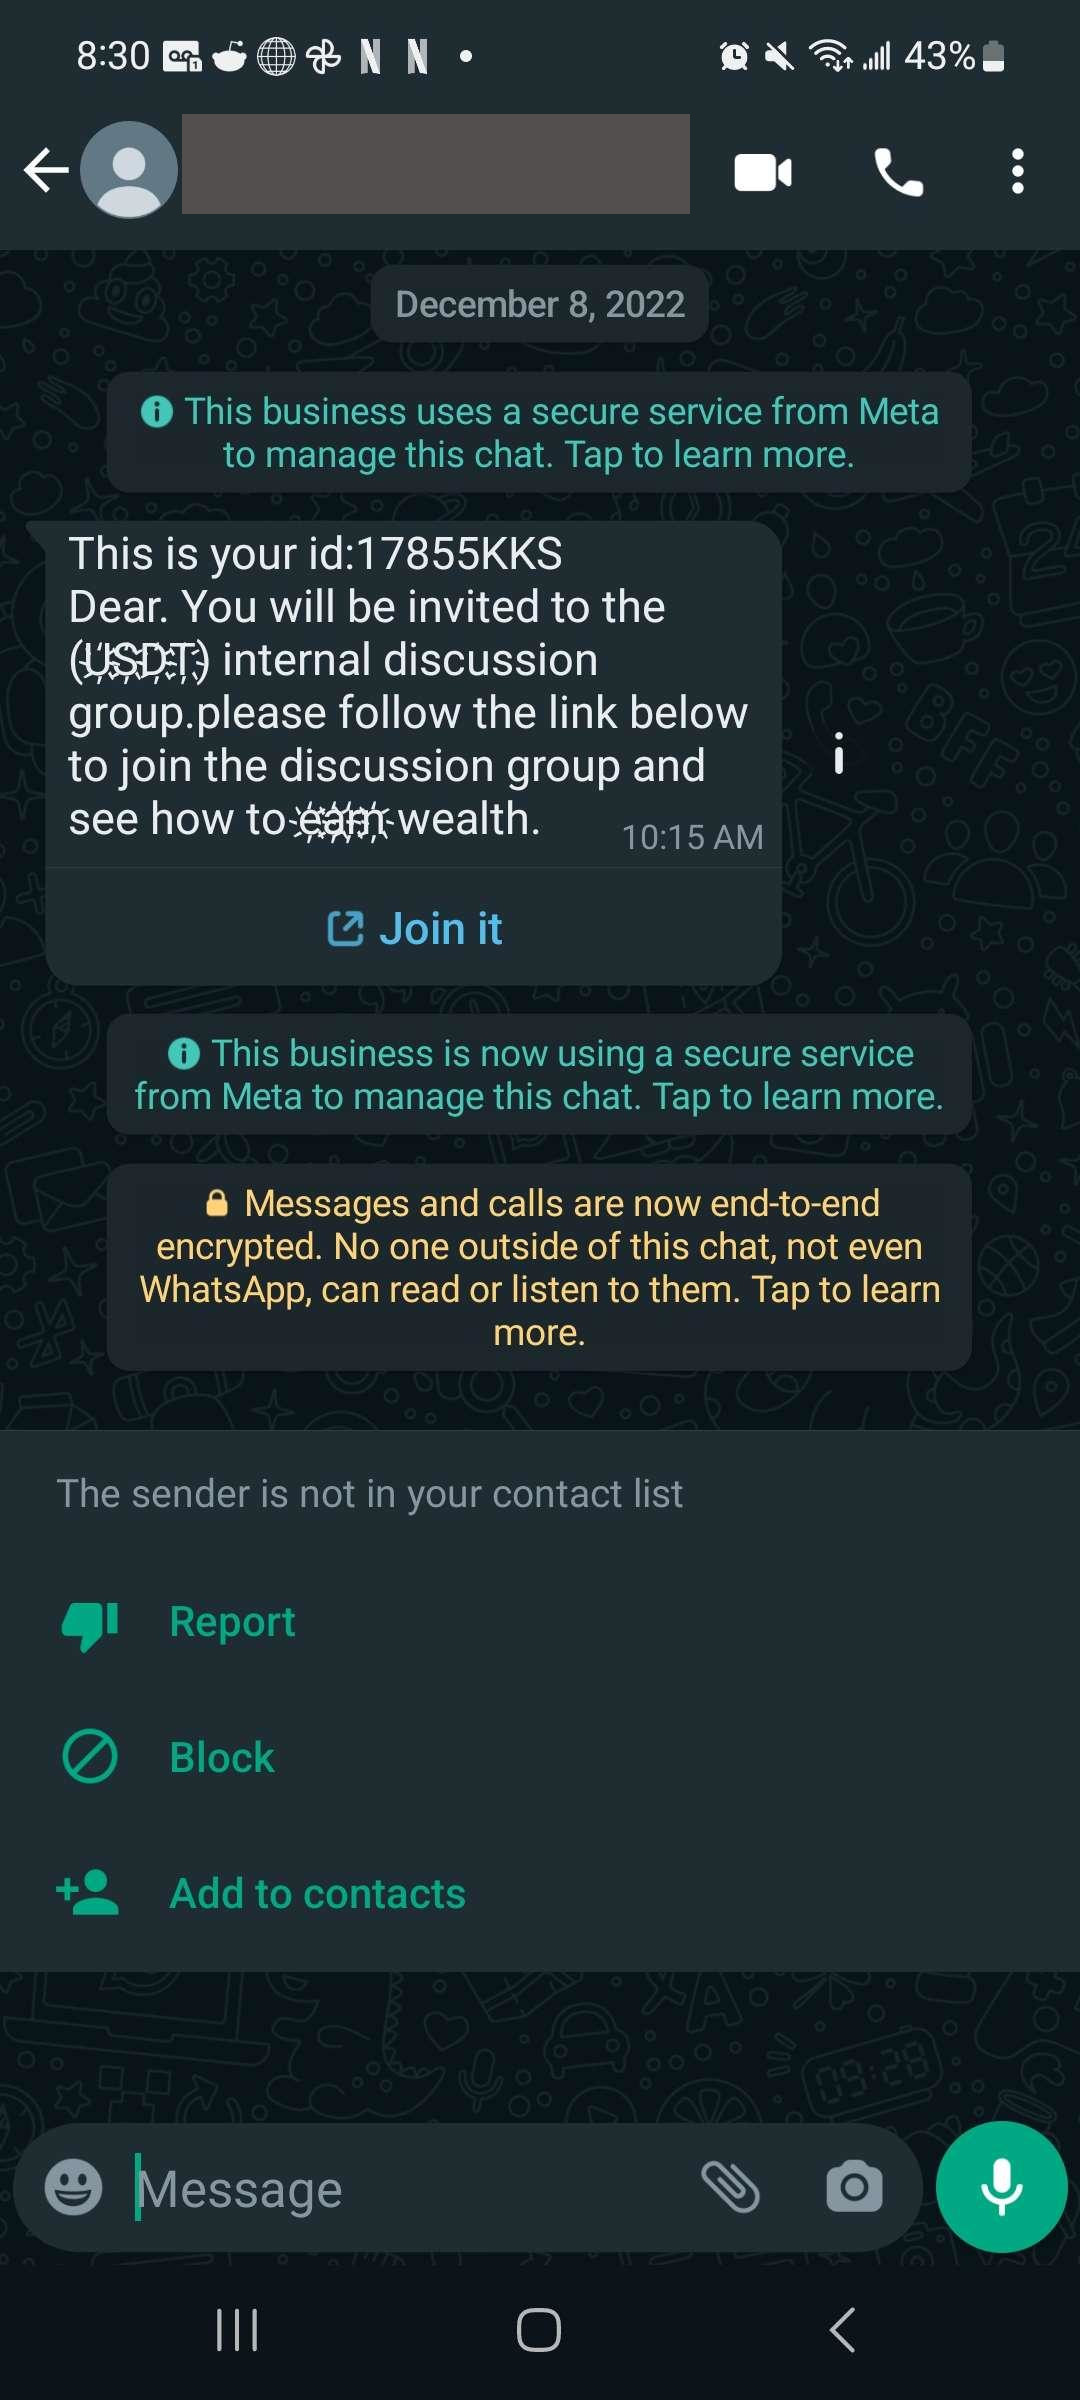 8:30
43%
December 8, 2022
This business uses a secure service from Meta
to manage this chat. Tap to learn more.
This is your id:17855KKS
Dear. You will be invited to the
(USDT) internal discussion
group.please follow the link below
to join the discussion group and
see how to earn wealth.
10:15 AM
Join it
This business is now using a secure service
from Meta to manage this chat. Tap to learn more.
Messages and calls are now end-to-end
encrypted. No one outside of this chat, not even
WhatsApp, can read or listen to them. Tap to learn
more.
The sender is not in your contact list
Report
Block
Add to contacts
Message